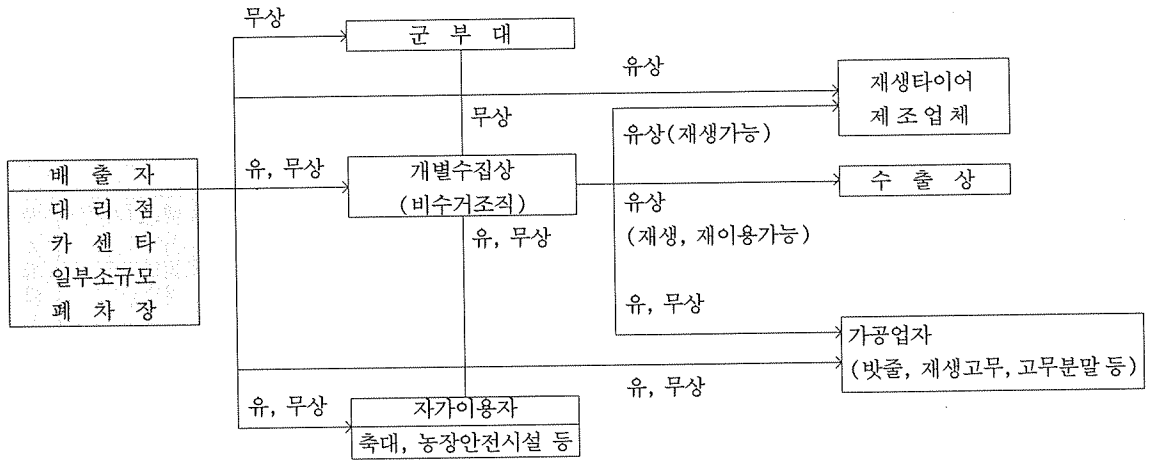 무상
군 부 대
유상
재생타이어
제조업체
무상
유상(재생가능)
배 출 자
대 리 점
카 센 타
일부소규모
폐 차 장
유, 무상
개별수집상
(비수거조직)
수 출 상
유상
(재생, 재이용가능)
유, 무상
유, 무상
가공업자
(밧줄, 재생고무, 고무분말 등)
유, 무상
유, 무상
자가이용자
축대, 농장안전시설 등